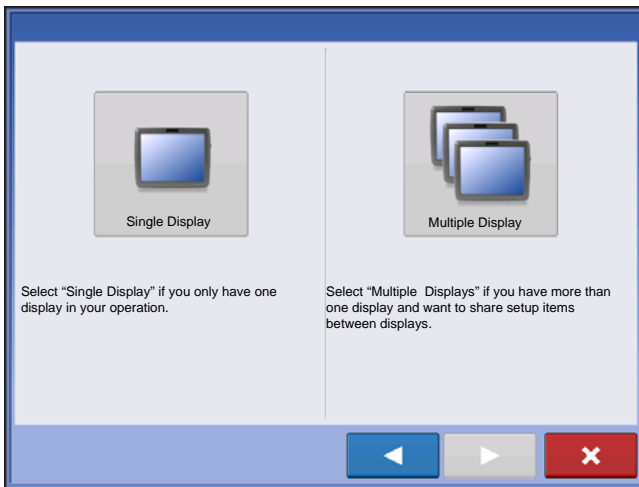 Single Display
Multiple Display
Select “Single Display” if you only have one
display in your operation.
Select “Multiple  Displays” if you have more than
one display and want to share setup items
between displays.